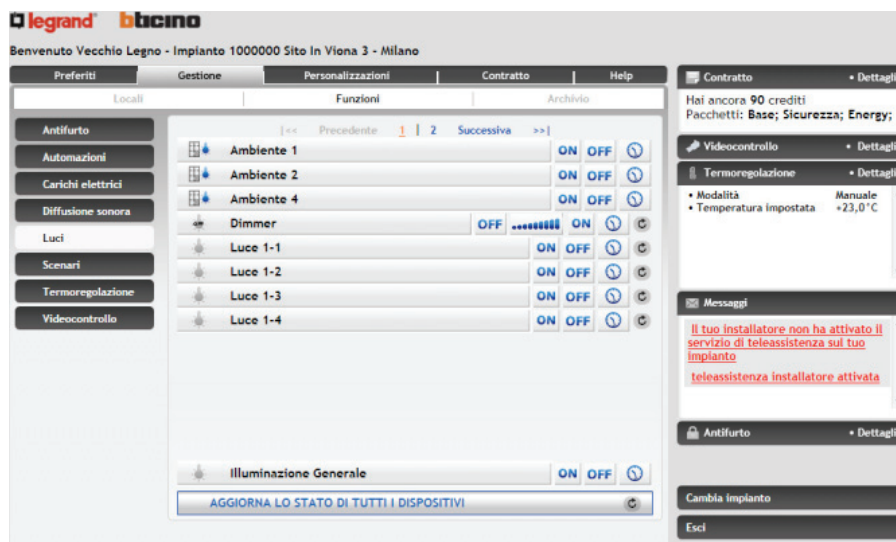 legrand bticino
Benvenuto Vecchio Legno - Impianto 1000000 Sito In Viona 3 - Milano
Preferiti Gestione Personalizzazioni | Contratto | Help
Locali | Funzioni | Archivio
Antifurto
Automazioni
Carichi elettrici
Diffusione sonora
Luci
Scenari
Termoregolazione
Videocontrollo
|<< Precedente 1 | 2 Successiva >>|
Ambiente 1 ON OFF
Ambiente 2 ON OFF
Ambiente 4 ON OFF
Dimmer OFF ON
Luce 1-1 ON OFF
Luce 1-2 ON OFF
Luce 1-3 ON OFF
Luce 1-4 ON OFF
Illuminazione Generale ON OFF
AGGIORNA LO STATO DI TUTTI I DISPOSITIVI
Contratto • Dettagli
Hai ancora 90 crediti
Pacchetti: Base; Sicurezza; Energy;
Videocontrollo • Dettagli
Termoregolazione • Dettagli
• Modalità Manuale
• Temperatura impostata +23,0°C
Messaggi
Il tuo installatore non ha attivato il
servizio di teleassistenza sul tuo
impianto
teleassistenza installatore attivata
Antifurto • Dettagli
Cambia impianto
Esci